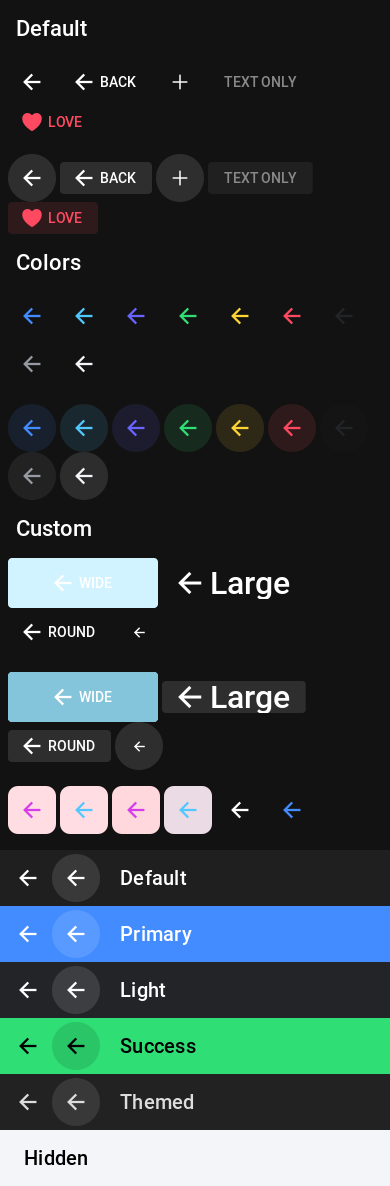 Default
BACK TEXT ONLY
LOVE
BACK TEXT ONLY
LOVE
Colors
Custom
WIDE Large
ROUND
WIDE Large
ROUND
Default
Primary
Light
Success
Themed
Hidden